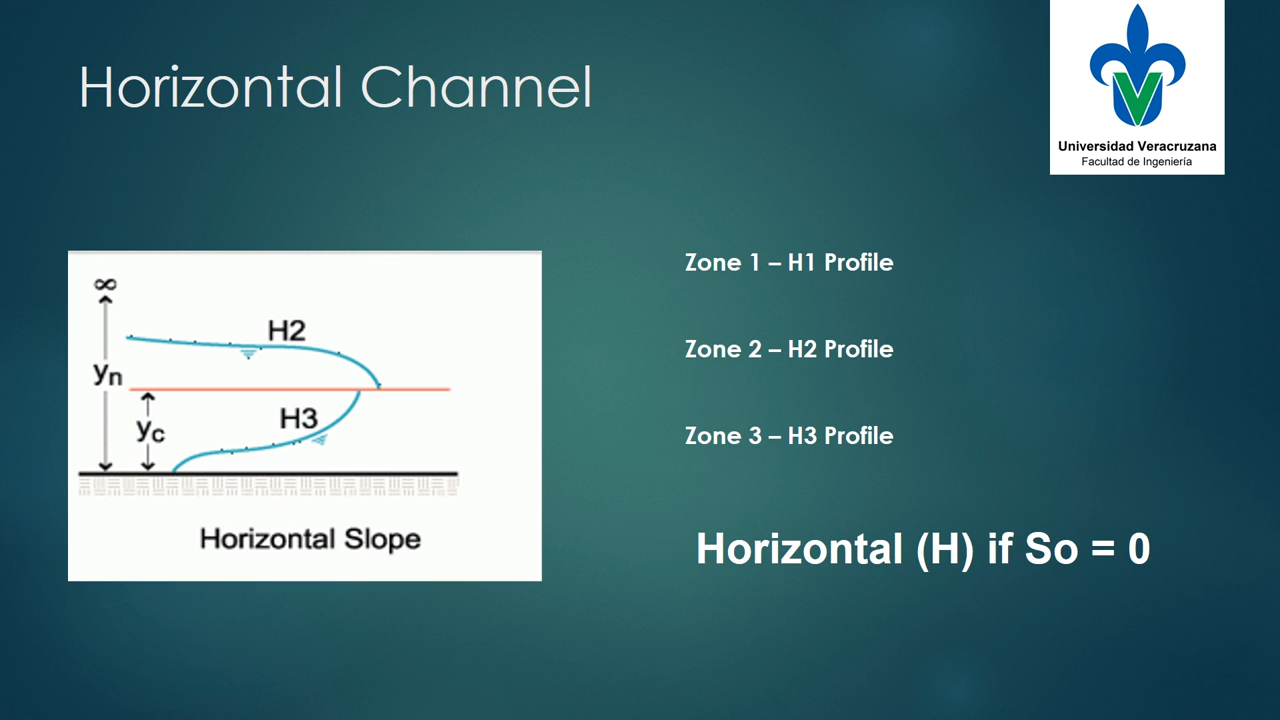 Horizontal Channel
Universidad Veracruzana
Facultad de Ingeniería
∞
H2
yn
H3
yc
Horizontal Slope
Zone 1 – H1 Profile
Zone 2 – H2 Profile
Zone 3 – H3 Profile
Horizontal (H) if So = 0